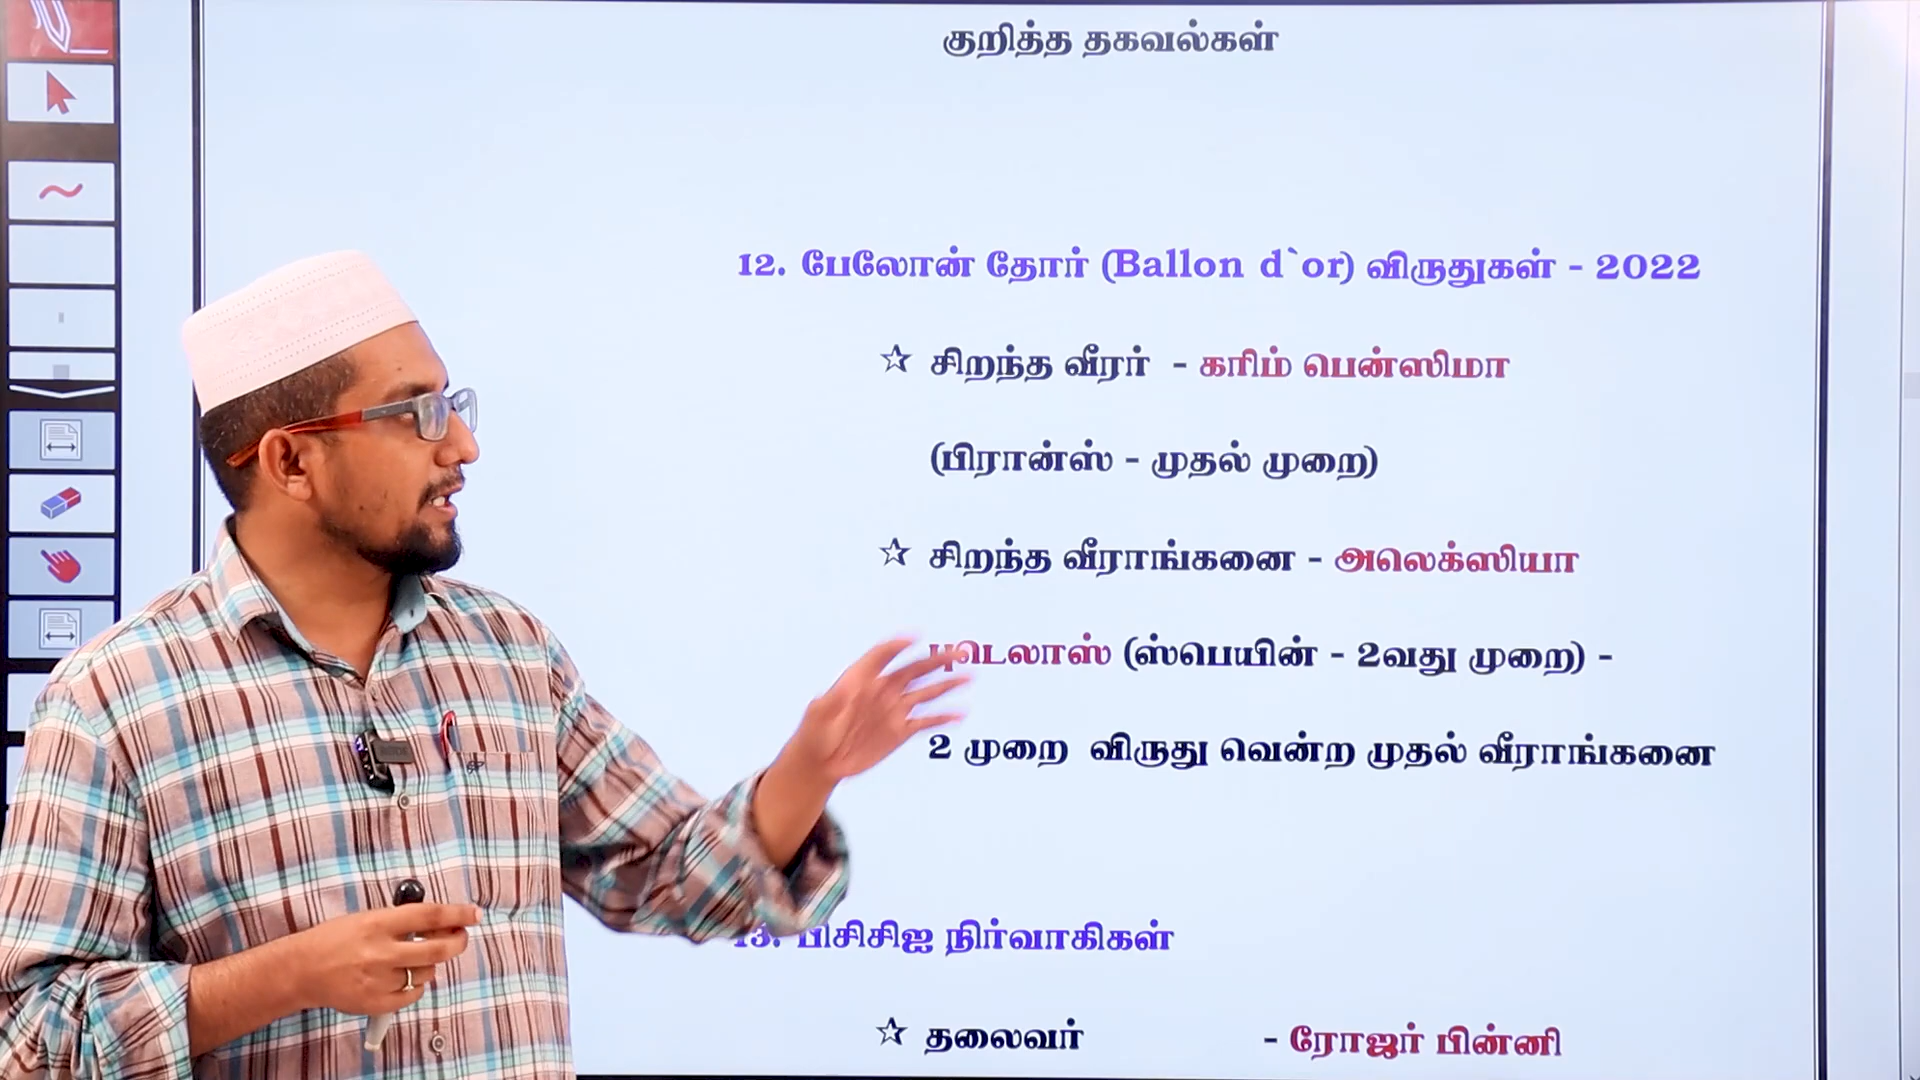 குறித்த தகவல்கள்
12. பேலோன் தோர் (Ballon d`or) விருதுகள் - 2022
☆ சிறந்த வீரர் - கரிம் பென்ஸிமா
(பிரான்ஸ் - முதல் முறை)
☆ சிறந்த வீராங்கனை - அலெக்ஸியா
புடெலாஸ் (ஸ்பெயின் - 2வது முறை) -
2 முறை விருது வென்ற முதல் வீராங்கனை
13. பிசிசிஐ நிர்வாகிகள்
☆ தலைவர் - ரோஜர் பின்னி